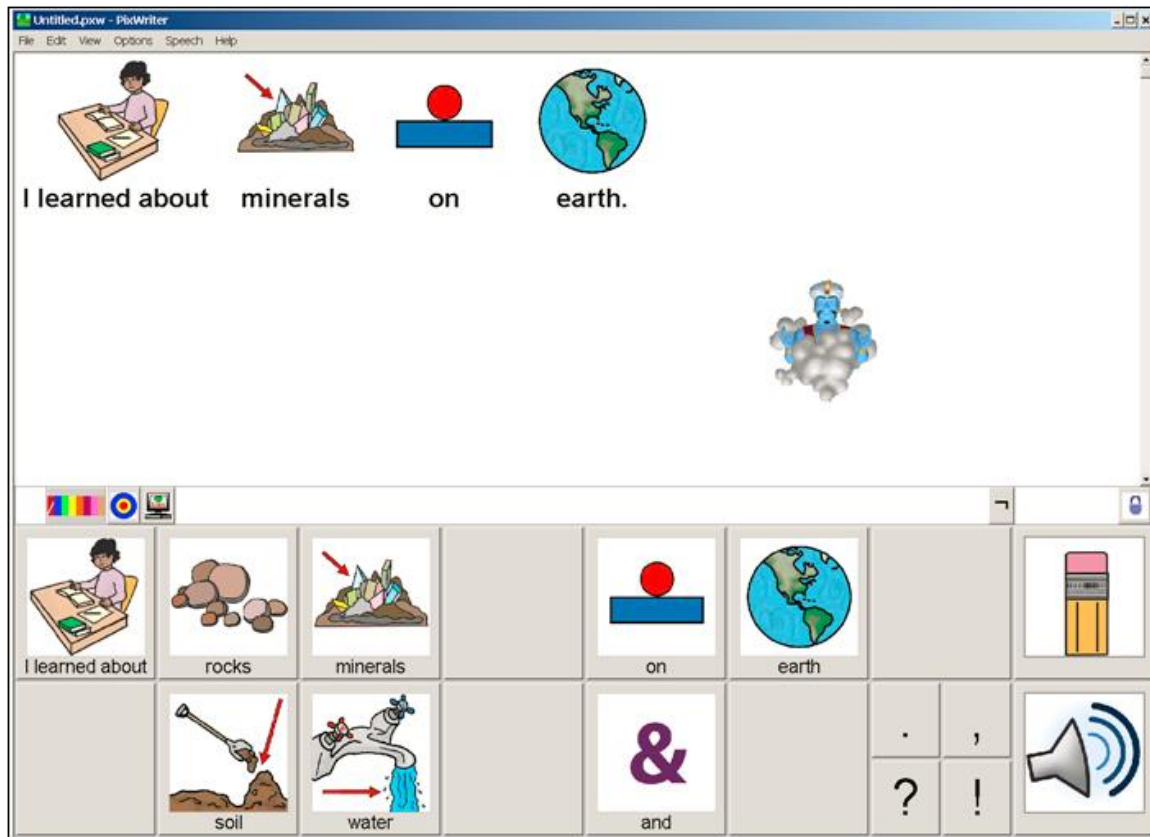 Untitled.pxw - PixWriter
File Edit View Options Speech Help
I learned about minerals on earth.
I learned about rocks minerals on earth
. ,
soil water & and
? !